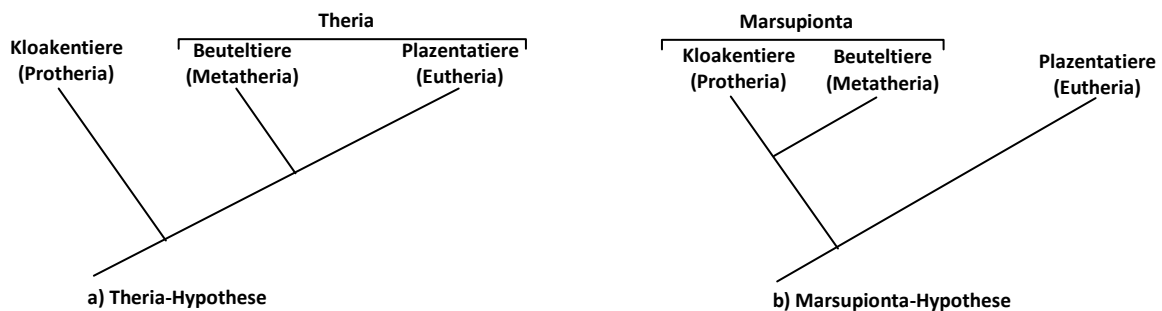 Theria
Kloakentiere
(Protheria)
Beuteltiere
(Metatheria)
Plazentatiere
(Eutheria)
a) Theria-Hypothese
Marsupionta
Kloakentiere
(Protheria)
Beuteltiere
(Metatheria)
Plazentatiere
(Eutheria)
b) Marsupionta-Hypothese